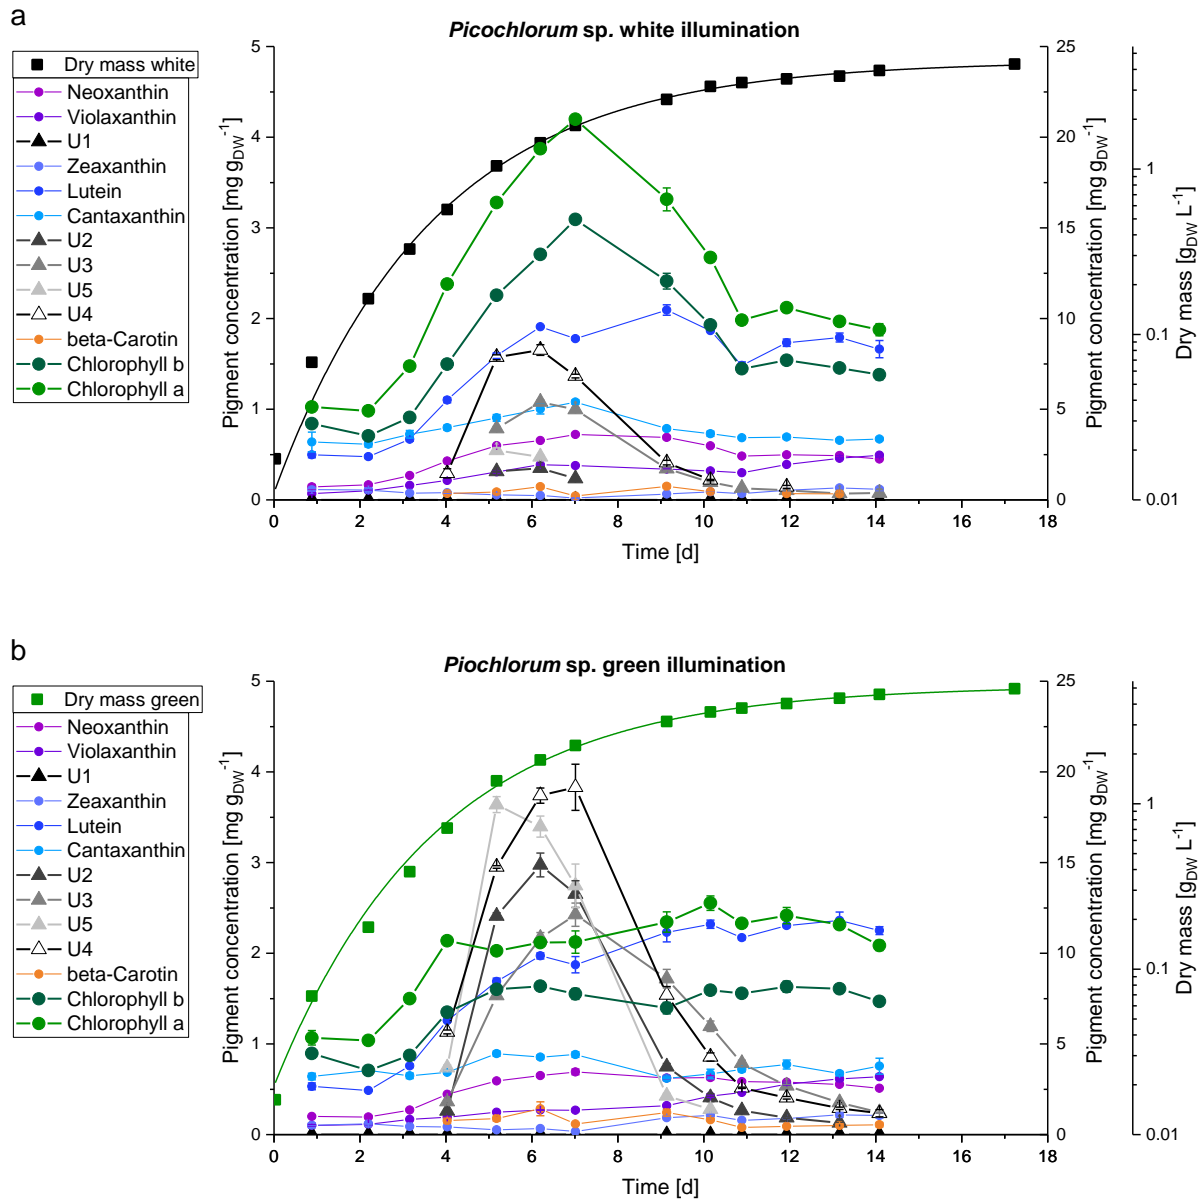 a
Picochlorum sp. white illumination
Dry mass white
Neoxanthin
Violaxanthin
U1
Zeaxanthin
Lutein
Cantaxanthin
U2
U3
U5
U4
beta-Carotin
Chlorophyll b
Chlorophyll a
Pigment concentration [mg gDW-1]
5
4
3
2
1
0
25
20
15
10
5
0
Pigment concentration [mg gDW-1]
1
0.1
0.01
Dry mass [gDW L-1]
0 2 4 6 8 10 12 14 16 18
Time [d]
b
Piochlorum sp. green illumination
Dry mass green
Neoxanthin
Violaxanthin
U1
Zeaxanthin
Lutein
Cantaxanthin
U2
U3
U5
U4
beta-Carotin
Chlorophyll b
Chlorophyll a
Pigment concentration [mg gDW-1]
5
4
3
2
1
0
25
20
15
10
5
0
Pigment concentration [mg gDW-1]
1
0.1
0.01
Dry mass [gDW L-1]
0 2 4 6 8 10 12 14 16 18
Time [d]